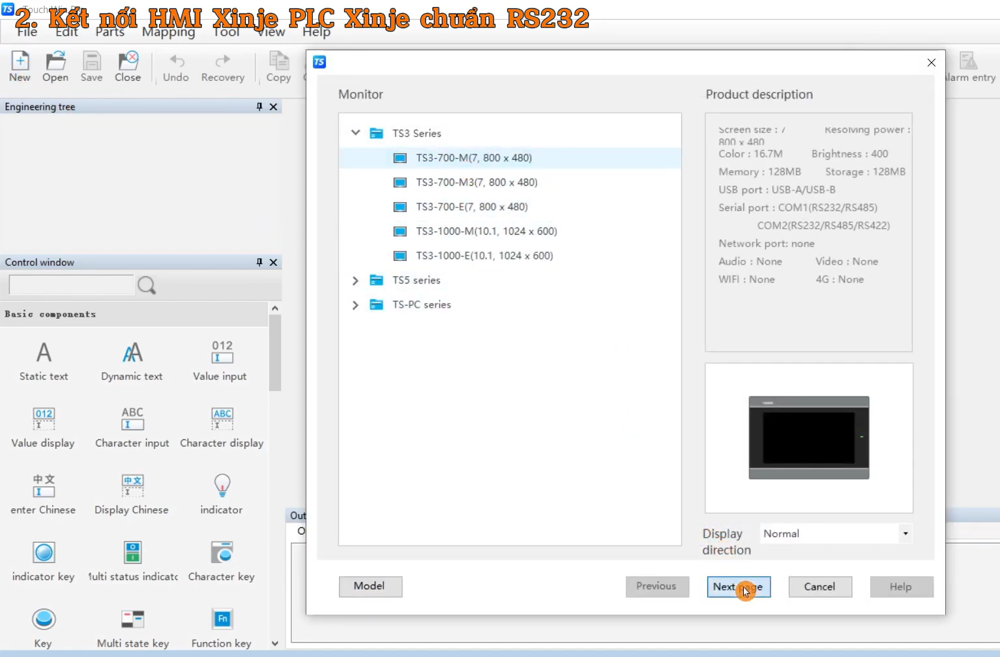 2. Kết nối HMI Xinje PLC Xinje chuẩn RS232
File Edit Parts Mapping Tool View Help
New Open Save Close Undo Recovery Copy
Alarm entry
Engineering tree
Control window
Basic components
Static text Dynamic text Value input
Value display Character input Character display
enter Chinese Display Chinese indicator
indicator key Multi status indicator Character key
Key Multi state key Function key
TS
Monitor
TS3 Series
TS3-700-M(7, 800 x 480)
TS3-700-M3(7, 800 x 480)
TS3-700-E(7, 800 x 480)
TS3-1000-M(10.1, 1024 x 600)
TS3-1000-E(10.1, 1024 x 600)
TS5 series
TS-PC series
Product description
Screen size : 7 Resolving power :
800 x 480
Color : 16.7M Brightness : 400
Memory : 128MB Storage : 128MB
USB port : USB-A/USB-B
Serial port : COM1(RS232/RS485)
COM2(RS232/RS485/RS422)
Network port: none
Audio : None Video : None
WIFI : None 4G : None
Display direction Normal
Model Previous Next page Cancel Help
Out